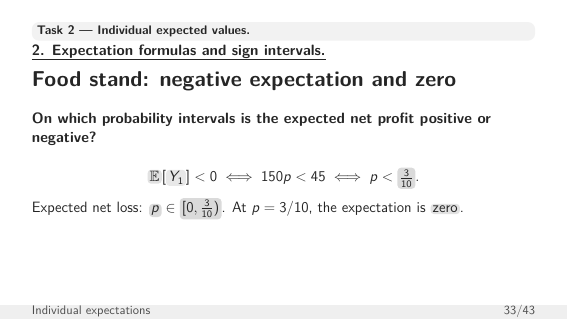 Task 2 — Individual expected values.
2. Expectation formulas and sign intervals.
Food stand: negative expectation and zero
On which probability intervals is the expected net profit positive or
negative?
𝔼[Y₁] < 0 ⟺ 150p < 45 ⟺ p < 3/10.
Expected net loss: p ∈ [0, 3/10). At p = 3/10, the expectation is zero.
Individual expectations
33/43